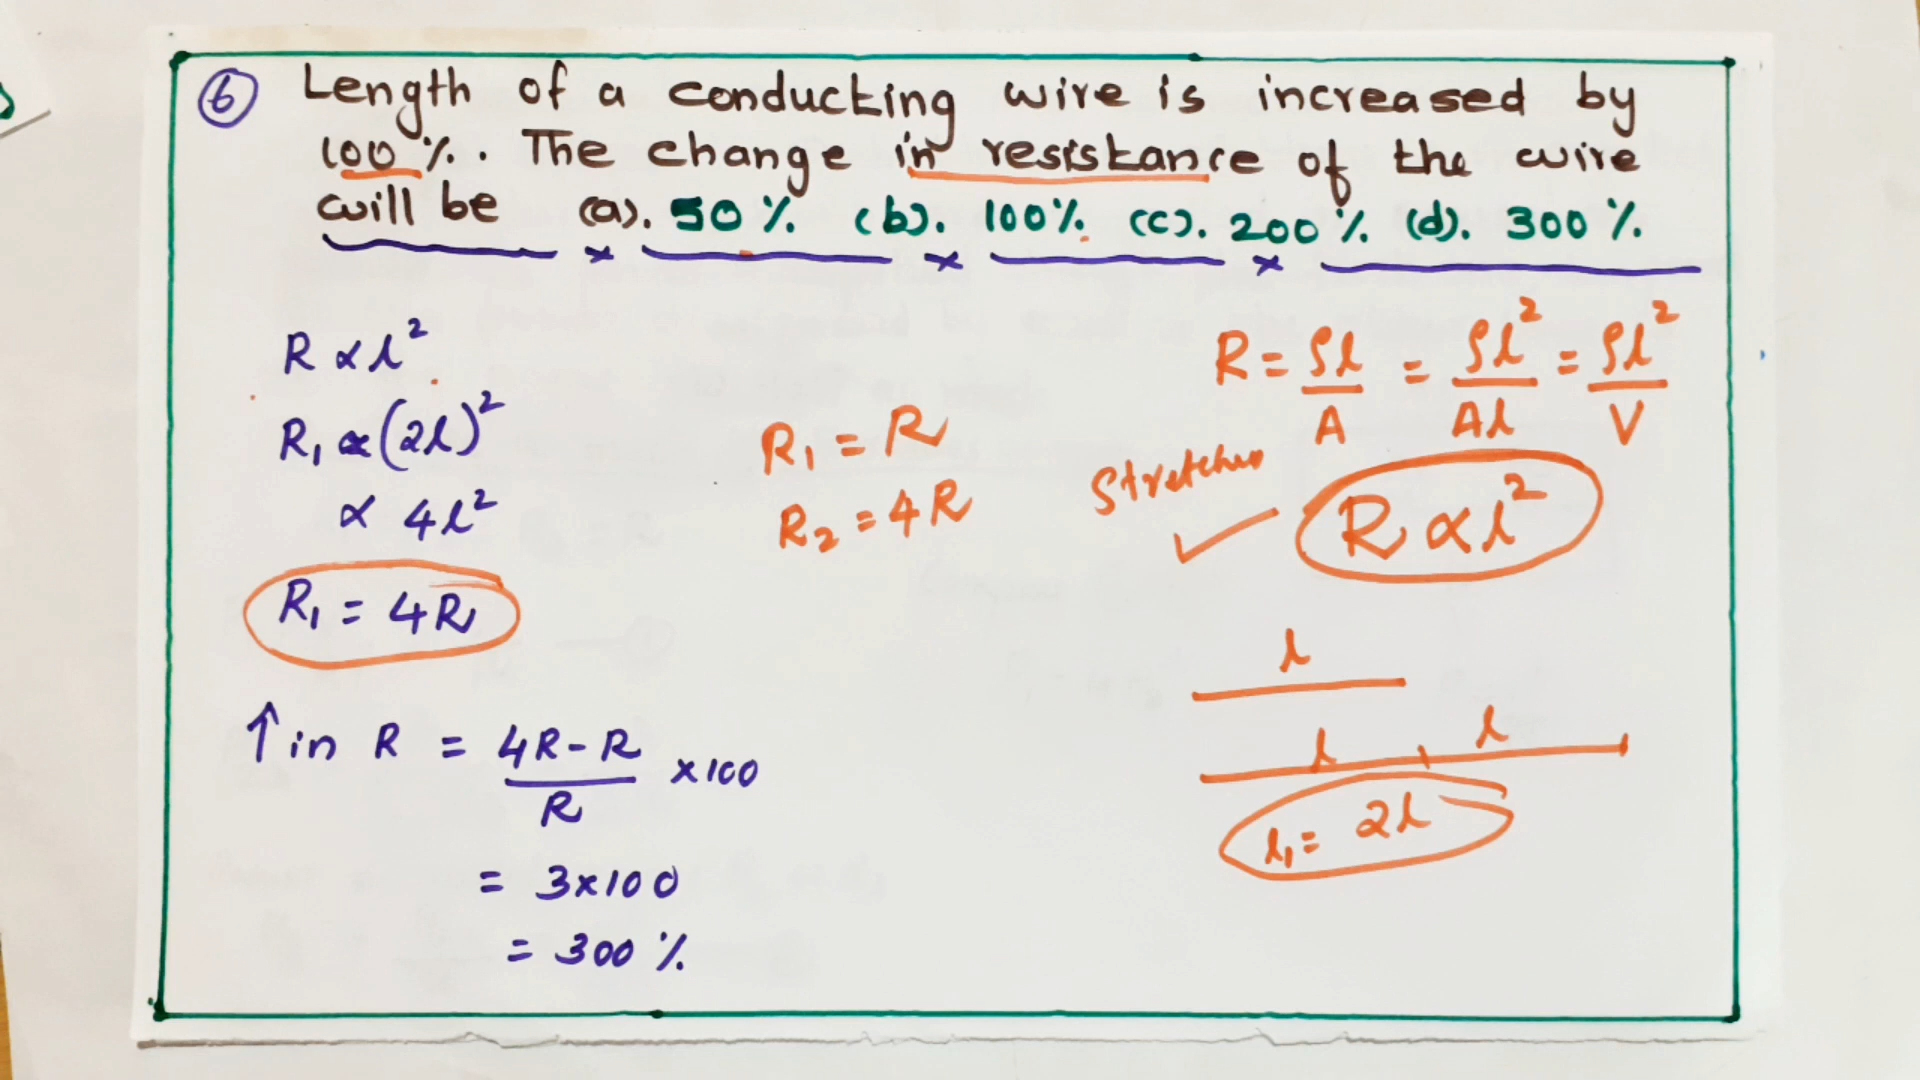 6 Length of a conducting wire is increased by
100 %. The change in resistance of the wire
will be (a). 50 % (b). 100% (c). 200 % (d). 300 %.
R ∝ l²
R₁ ∝ (2l)²
∝ 4l²
R₁ = 4R
↑ in R = 4R-R / R × 100
= 3×100
= 300 %
R₁ = R
R₂ = 4R
R = ρl / A = ρl² / Al = ρl² / V
R ∝ l²
l
l l
l₁ = 2l